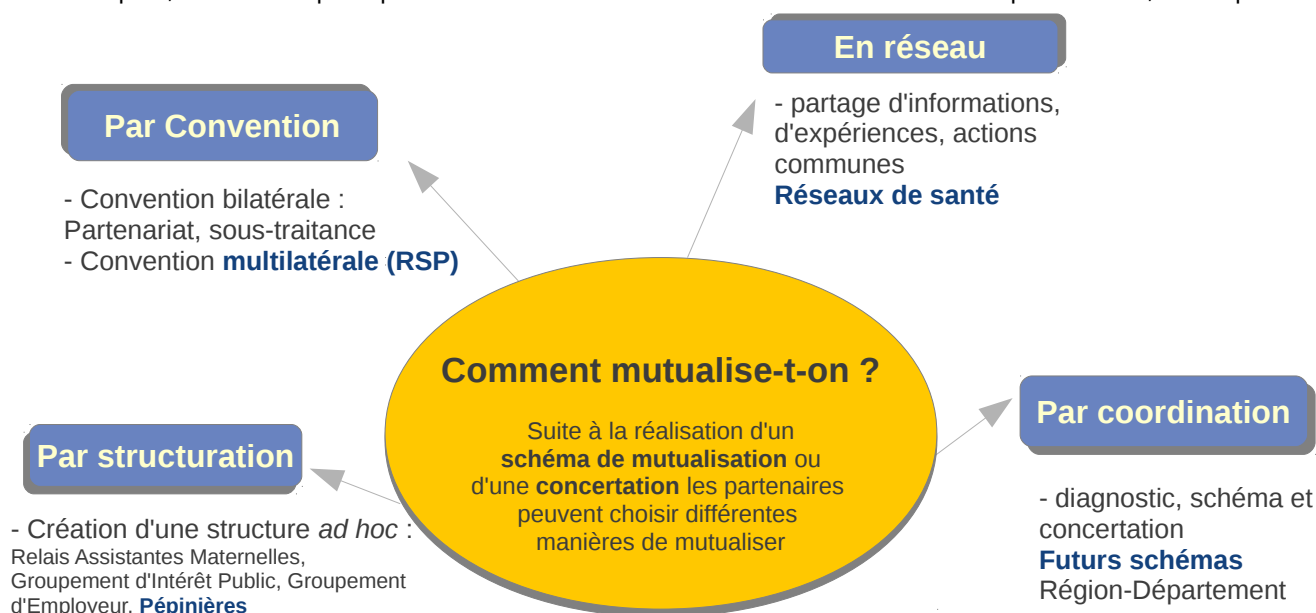 En réseau
- partage d'informations,
d'expériences, actions
communes
Réseaux de santé
Par Convention
- Convention bilatérale :
Partenariat, sous-traitance
- Convention multilatérale (RSP)
Comment mutualise-t-on ?
Suite à la réalisation d'un
schéma de mutualisation ou
d'une concertation les partenaires
peuvent choisir différentes
manières de mutualiser
Par coordination
- diagnostic, schéma et
concertation
Futurs schémas
Région-Département
Par structuration
- Création d'une structure ad hoc :
Relais Assistantes Maternelles,
Groupement d'Intérêt Public, Groupement
d'Employeur, Pépinières